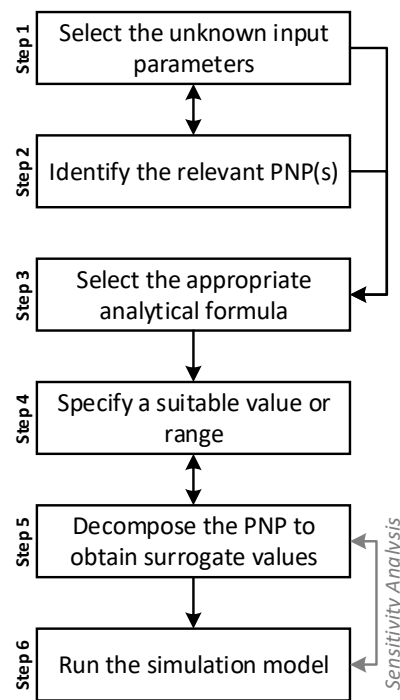 Step 1
Select the unknown input
parameters
Step 2
Identify the relevant PNP(s)
Step 3
Select the appropriate
analytical formula
Step 4
Specify a suitable value or
range
Step 5
Decompose the PNP to
obtain surrogate values
Step 6
Run the simulation model
Sensitivity Analysis